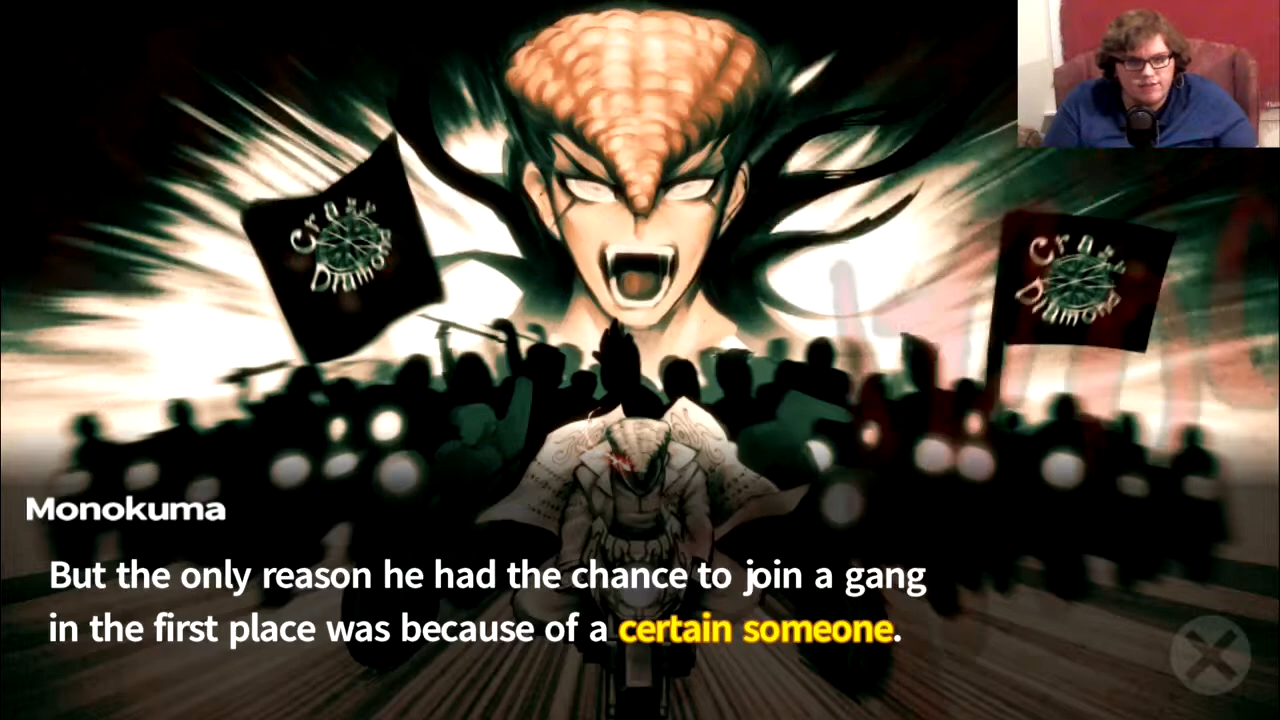 Crazy
Diamond
Crazy
Diamond
Monokuma
But the only reason he had the chance to join a gang
in the first place was because of a certain someone.